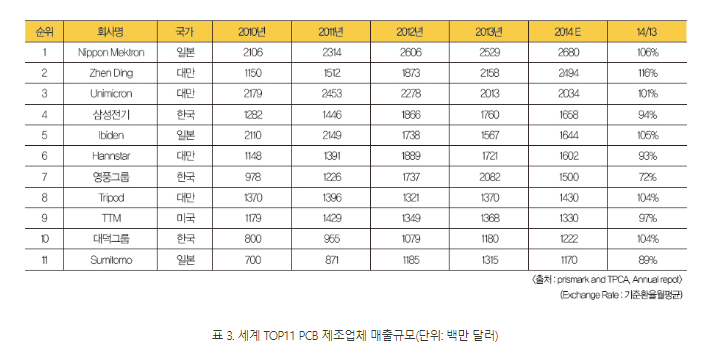 순위 회사명 국가 2010년 2011년 2012년 2013년 2014 E 14/13
1 Nippon Mektron 일본 2106 2314 2606 2529 2680 106%
2 Zhen Ding 대만 1150 1512 1873 2158 2494 116%
3 Unimicron 대만 2179 2453 2278 2013 2034 101%
4 삼성전기 한국 1282 1446 1866 1760 1658 94%
5 Ibiden 일본 2110 2149 1738 1567 1644 105%
6 Hannstar 대만 1148 1391 1889 1721 1602 93%
7 영풍그룹 한국 978 1226 1737 2082 1500 72%
8 Tripod 대만 1370 1396 1321 1370 1430 104%
9 TTM 미국 1179 1429 1349 1368 1330 97%
10 대덕그룹 한국 800 955 1079 1180 1222 104%
11 Sumitomo 일본 700 871 1185 1315 1170 89%
〈출처 : prismark and TPCA, Annual repot〉
(Exchange Rate : 기준환율월평균)
표 3. 세계 TOP11 PCB 제조업체 매출규모(단위: 백만 달러)